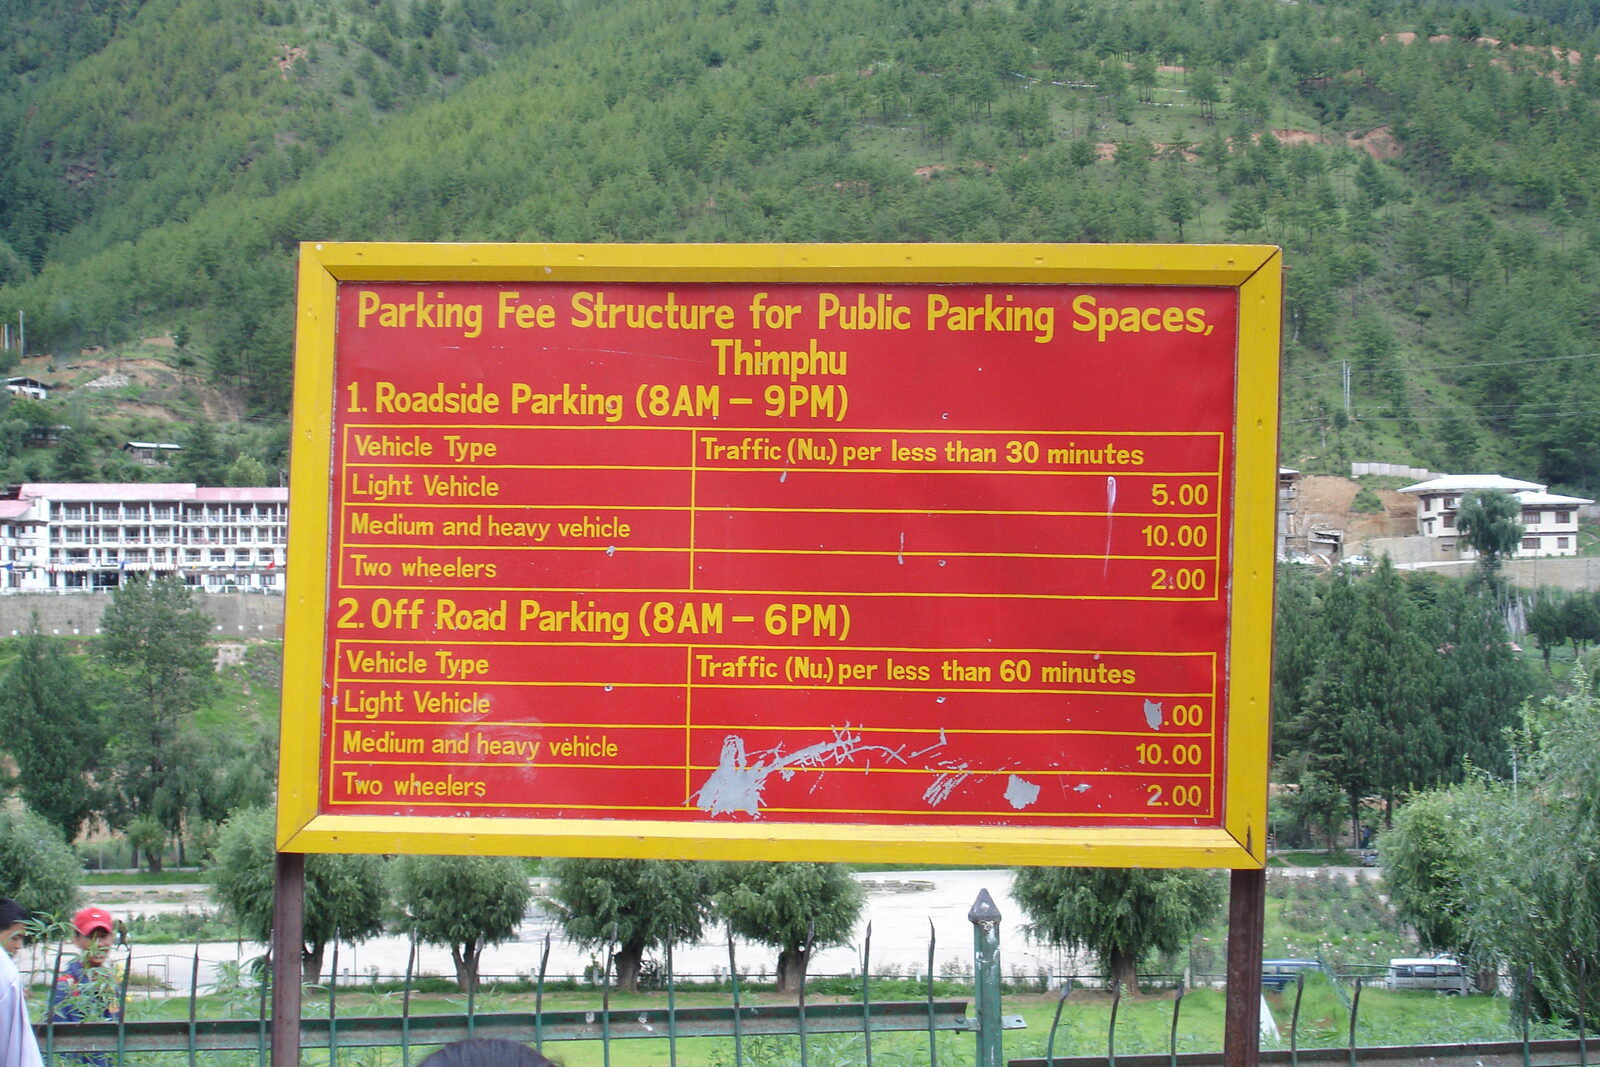 Parking Fee Structure for Public Parking Spaces,
Thimphu
1. Roadside Parking (8AM – 9PM)
Vehicle Type Traffic (Nu.) per less than 30 minutes
Light Vehicle 5.00
Medium and heavy vehicle 10.00
Two wheelers 2.00
2. Off Road Parking (8AM – 6PM)
Vehicle Type Traffic (Nu.) per less than 60 minutes
Light Vehicle .00
Medium and heavy vehicle 10.00
Two wheelers 2.00